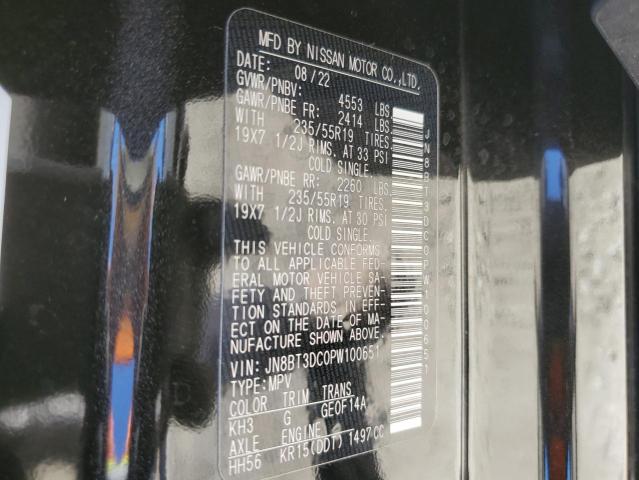 MFD BY NISSAN MOTOR CO.,LTD.
DATE: 08/22
GVWR/PNBV: 4553 LBS
GAWR/PNBE FR: 2414 LBS.
WITH 235/55R19 TIRES.
19X7 1/2J RIMS. AT 33 PSI
COLD SINGLE.
GAWR/PNBE RR: 2260 LBS.
WITH 235/55R19 TIRES.
19X7 1/2J RIMS. AT 30 PSI
COLD SINGLE.
THIS VEHICLE CONFORMS
TO ALL APPLICABLE FED
ERAL MOTOR VEHICLE SA
FETY AND THEFT PREVEN-
TION STANDARDS IN EFF-
ECT ON THE DATE OF MA-
NUFACTURE SHOWN ABOVE.
VIN: JN8BT3DC0PW100651
TYPE: MPV
COLOR TRIM TRANS
KH3 G GE0F14A
AXLE ENGINE
HH56 KR15(DDT) 1497CC
JN8BT3DC0PW100651